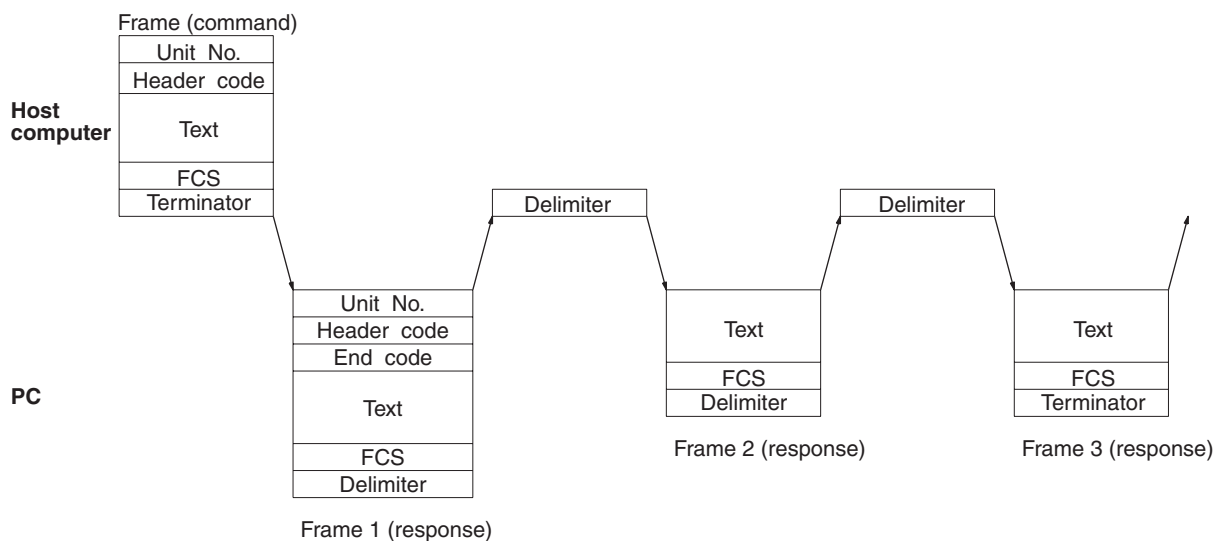 Frame (command)
Unit No.
Header code
Host
computer
Text
FCS
Terminator
Delimiter
Delimiter
Unit No.
Header code
End code
PC
Text
FCS
Delimiter
Frame 1 (response)
Text
FCS
Delimiter
Frame 2 (response)
Text
FCS
Terminator
Frame 3 (response)